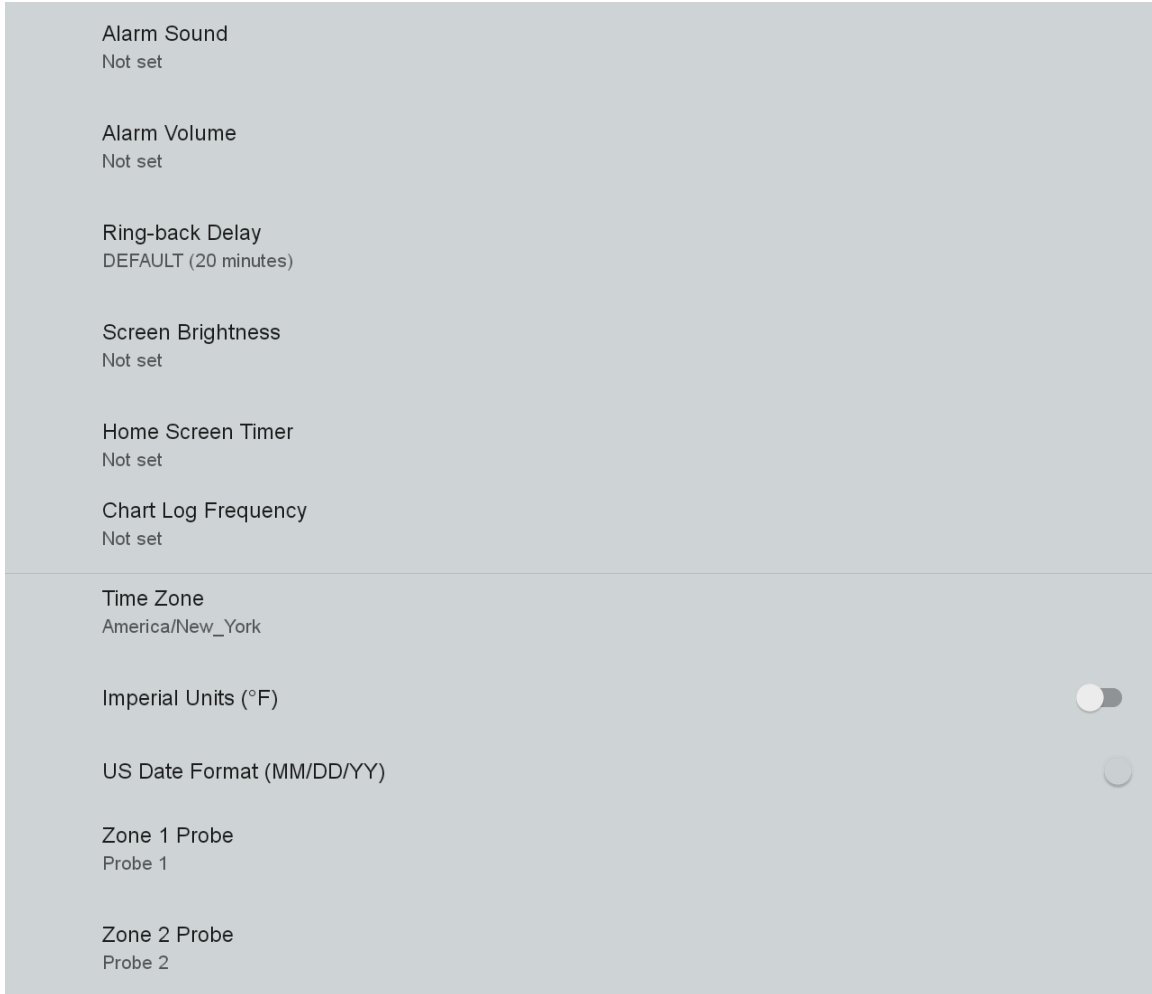 Alarm Sound
Not set
Alarm Volume
Not set
Ring-back Delay
DEFAULT (20 minutes)
Screen Brightness
Not set
Home Screen Timer
Not set
Chart Log Frequency
Not set
Time Zone
America/New_York
Imperial Units (°F)
US Date Format (MM/DD/YY)
Zone 1 Probe
Probe 1
Zone 2 Probe
Probe 2